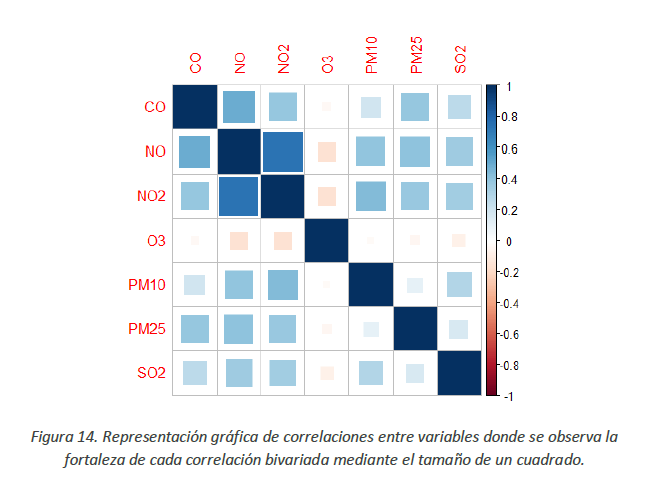 CO NO NO2 O3 PM10 PM25 SO2
CO
NO
NO2
O3
PM10
PM25
SO2
1
0.8
0.6
0.4
0.2
0
-0.2
-0.4
-0.6
-0.8
-1
Figura 14. Representación gráfica de correlaciones entre variables donde se observa la
fortaleza de cada correlación bivariada mediante el tamaño de un cuadrado.